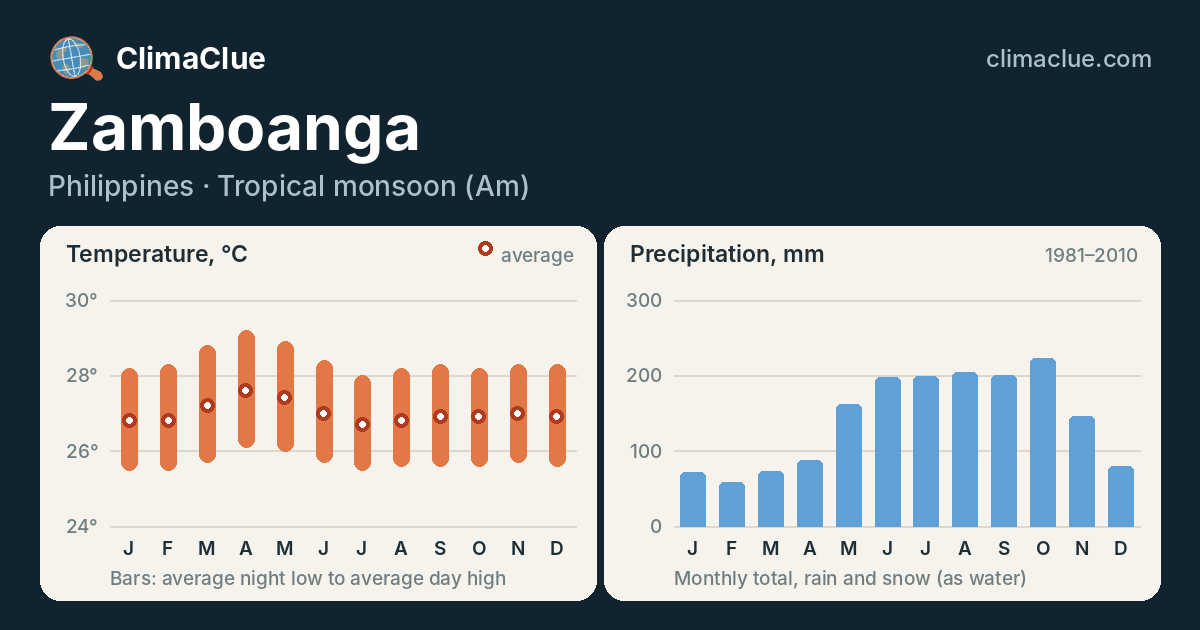 ClimaClue
climaclue.com
Zamboanga
Philippines · Tropical monsoon (Am)
Temperature, °C
average
30°
28°
26°
24°
J F M A M J J A S O N D
Bars: average night low to average day high
Precipitation, mm
1981–2010
300
200
100
0
J F M A M J J A S O N D
Monthly total, rain and snow (as water)